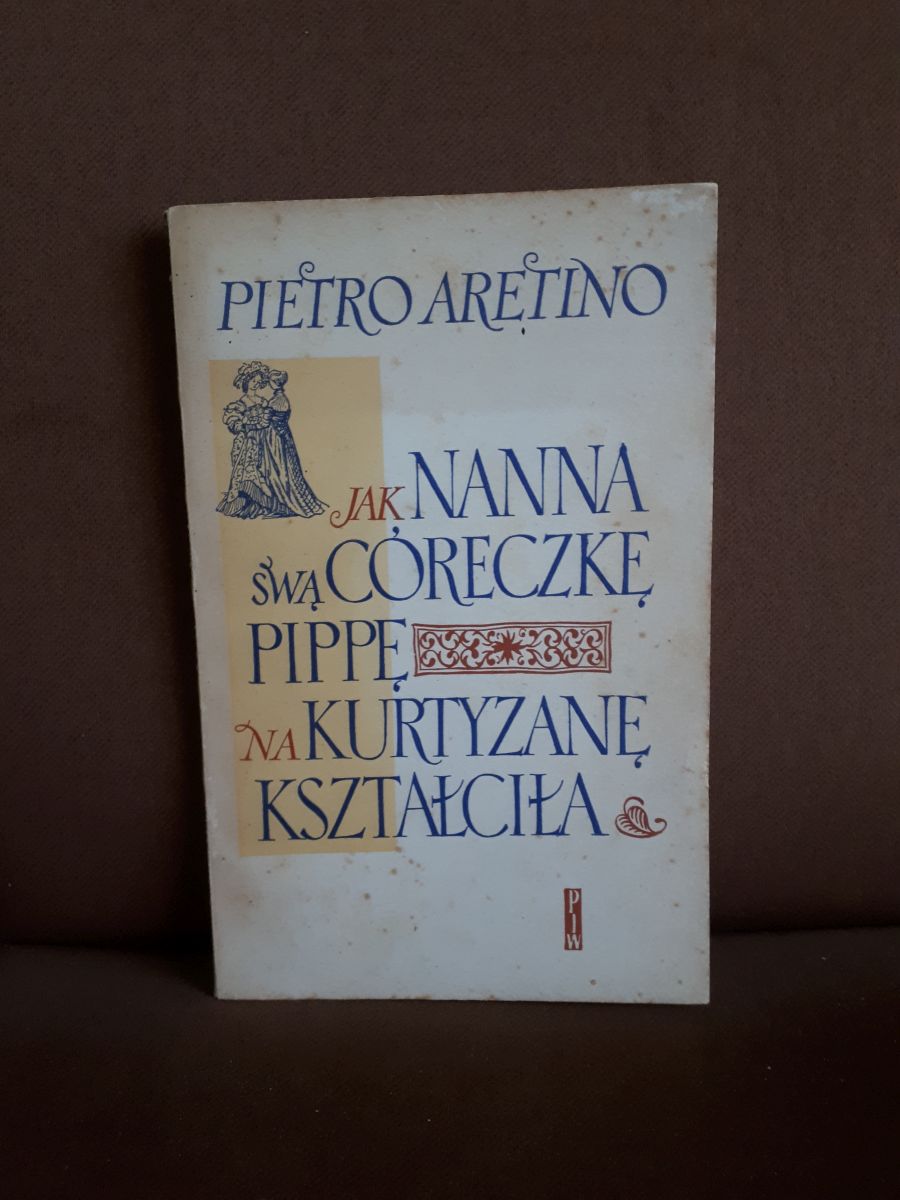 PIETRO ARETINO
JAK NANNA
SWĄ CÓRECZKĘ
PIPPĘ
NA KURTYZANĘ
KSZTAŁCIŁA
PIW